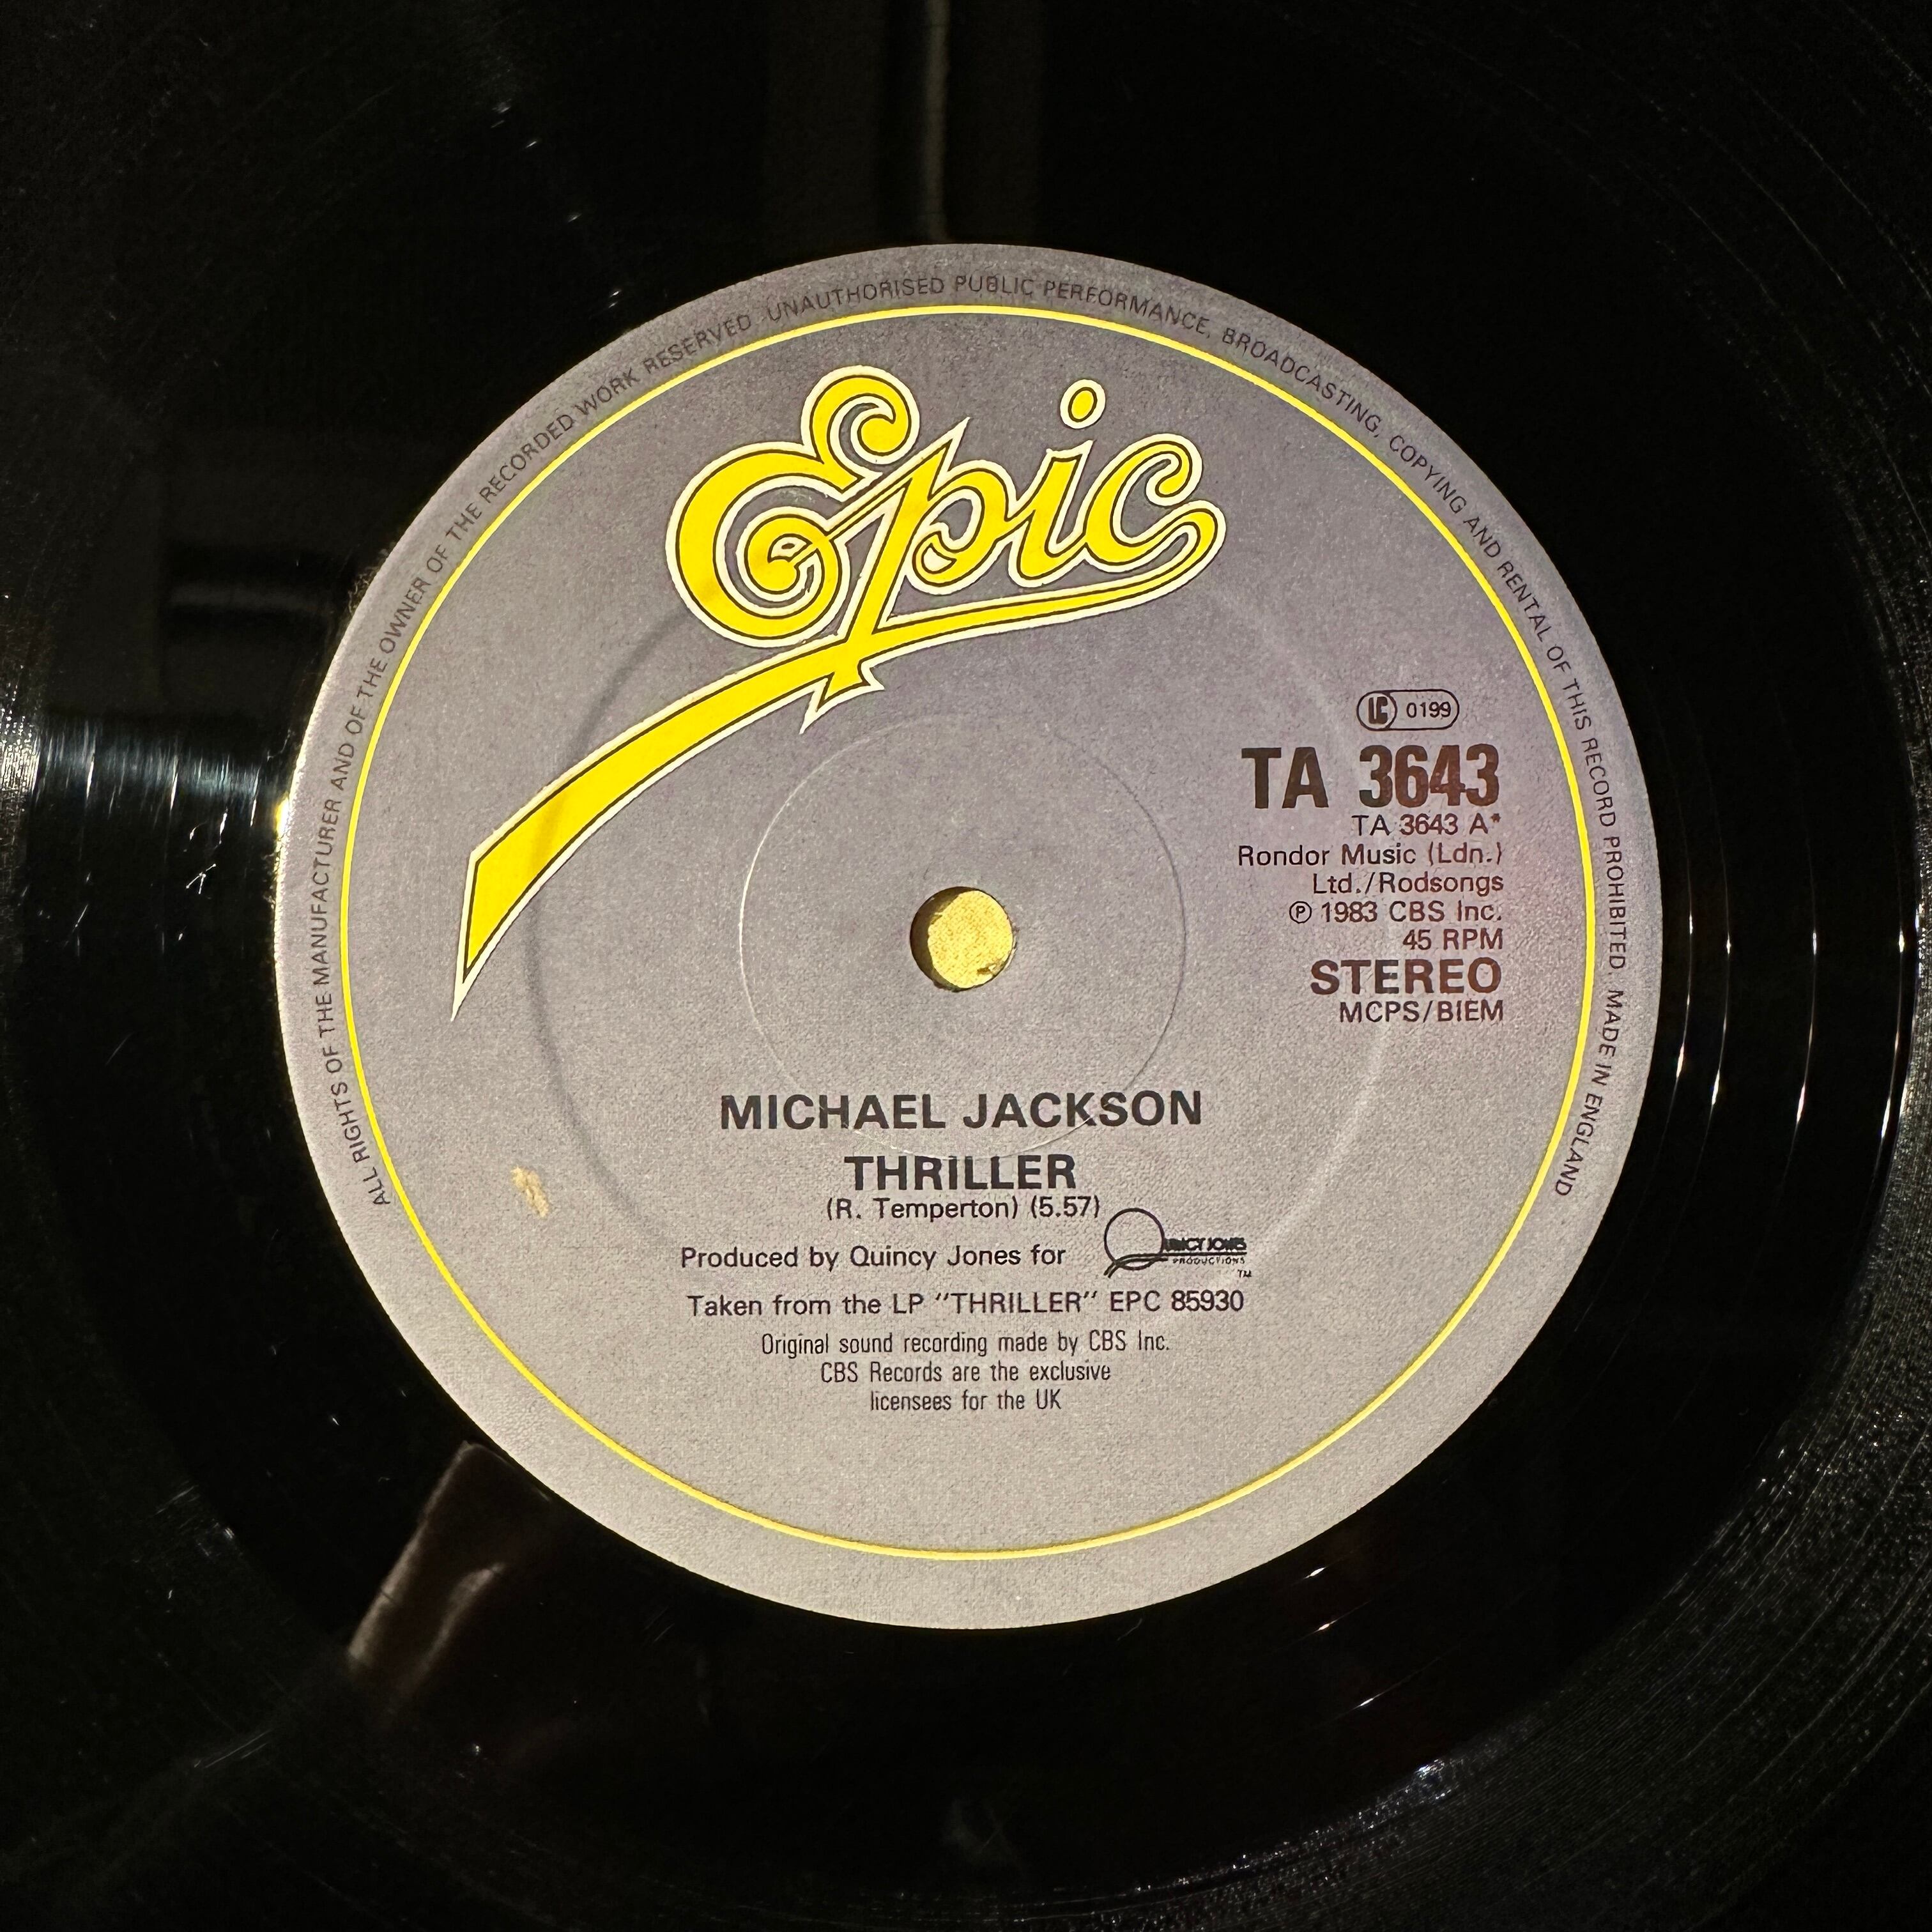 ALL RIGHTS OF THE MANUFACTURER AND OF THE OWNER OF THE RECORDED WORK RESERVED. UNAUTHORISED PUBLIC PERFORMANCE, BROADCASTING, COPYING AND RENTAL OF THIS RECORD PROHIBITED. MADE IN ENGLAND
Epic
LC 0199
TA 3643
TA 3643 A*
Rondor Music (Ldn.)
Ltd./Rodsongs
℗ 1983 CBS Inc.
45 RPM
STEREO
MCPS/BIEM
MICHAEL JACKSON
THRILLER
(R. Temperton) (5.57)
Produced by Quincy Jones for QUINCY JONES PRODUCTIONS ™
Taken from the LP "THRILLER" EPC 85930
Original sound recording made by CBS Inc.
CBS Records are the exclusive
licensees for the UK